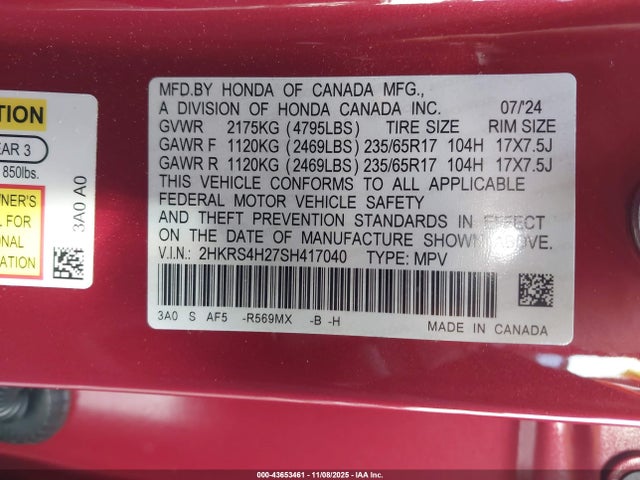 TION
EAR 3
850lbs.
WNER'S
L FOR
ONAL
ATION.
3A0 A0
MFD.BY HONDA OF CANADA MFG.,
A DIVISION OF HONDA CANADA INC. 07/'24
GVWR 2175KG (4795LBS) TIRE SIZE RIM SIZE
GAWR F 1120KG (2469LBS) 235/65R17 104H 17X7.5J
GAWR R 1120KG (2469LBS) 235/65R17 104H 17X7.5J
THIS VEHICLE CONFORMS TO ALL APPLICABLE
FEDERAL MOTOR VEHICLE SAFETY
AND THEFT PREVENTION STANDARDS IN EFFECT
ON THE DATE OF MANUFACTURE SHOWN ABOVE.
V.I.N.: 2HKRS4H27SH417040 TYPE: MPV
3A0 S AF5 -R569MX -B -H
MADE IN CANADA
000-43653461 - 11/08/2025 - IAA Inc.